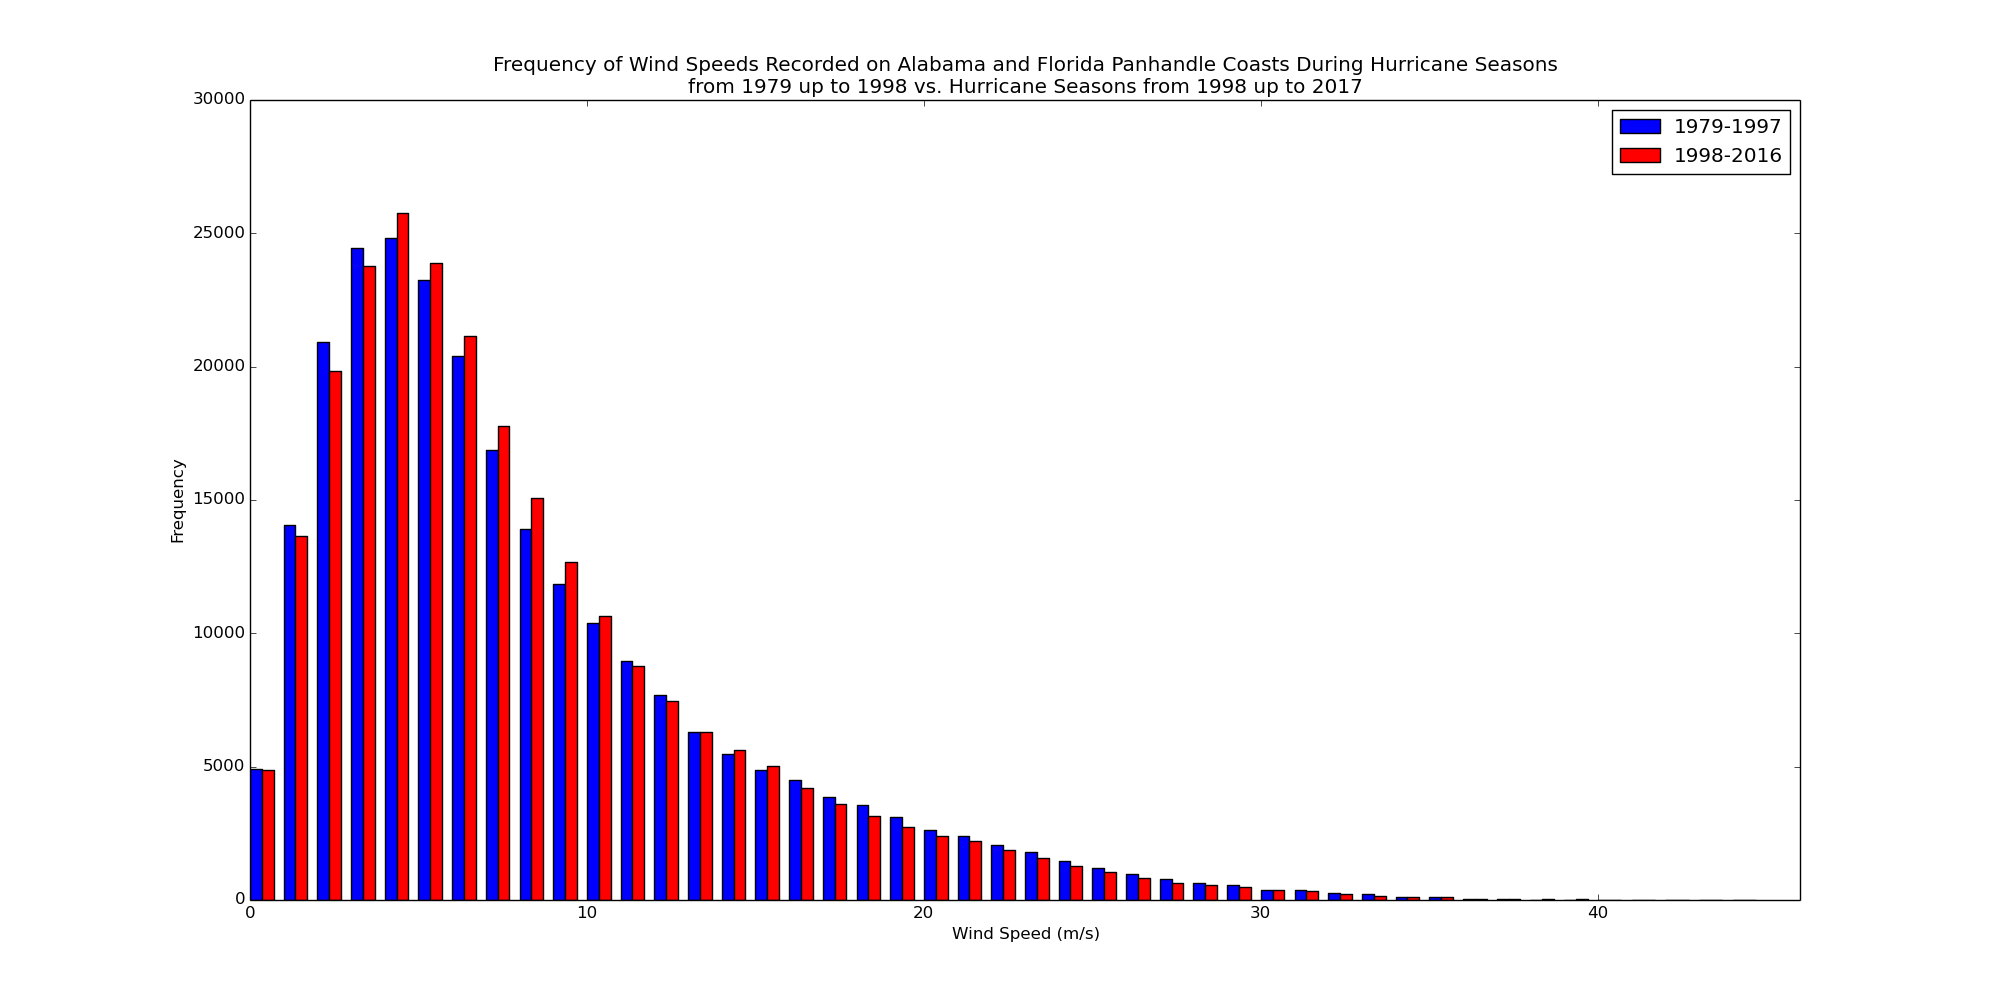 Frequency of Wind Speeds Recorded on Alabama and Florida Panhandle Coasts During Hurricane Seasons
from 1979 up to 1998 vs. Hurricane Seasons from 1998 up to 2017
30000
1979-1997
1998-2016
25000
20000
15000
Frequency
10000
5000
0
0 10 20 30 40
Wind Speed (m/s)